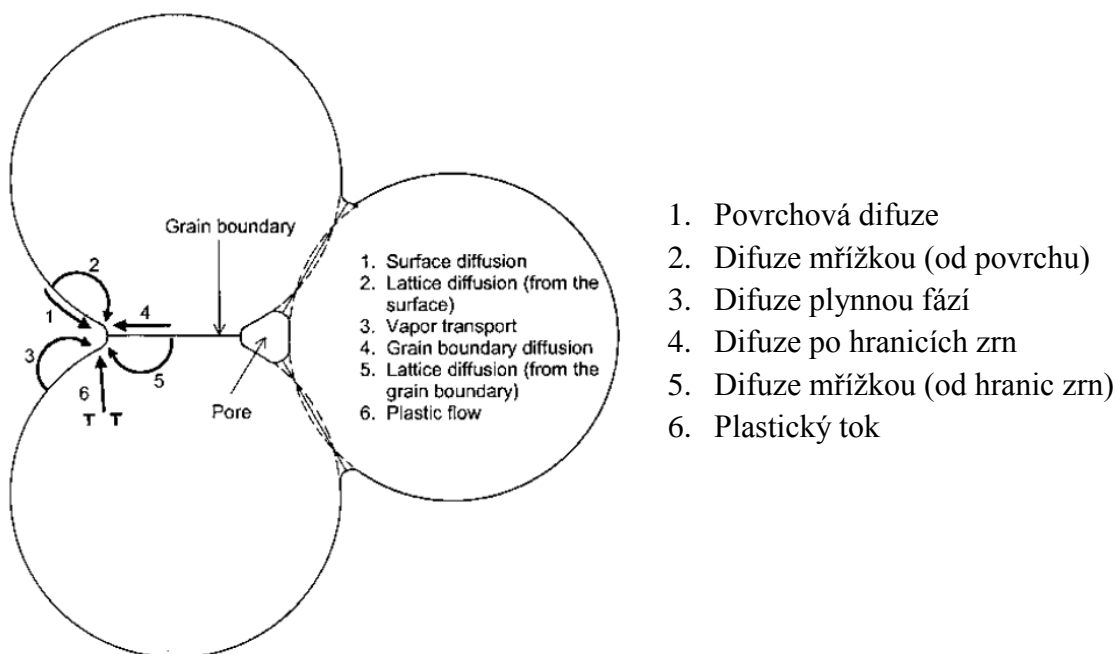 Grain boundary
2
1
4
3
5
6
T T
Pore
1. Surface diffusion
2. Lattice diffusion (from the
surface)
3. Vapor transport
4. Grain boundary diffusion
5. Lattice diffusion (from the
grain boundary)
6. Plastic flow
1. Povrchová difuze
2. Difuze mřížkou (od povrchu)
3. Difuze plynnou fází
4. Difuze po hranicích zrn
5. Difuze mřížkou (od hranic zrn)
6. Plastický tok